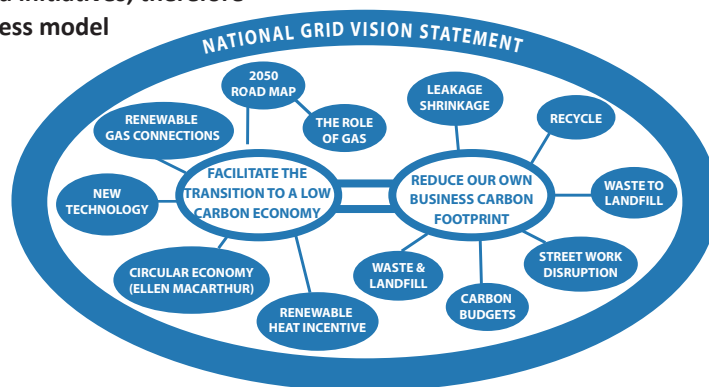 ess model
NATIONAL GRID VISION STATEMENT
2050
ROAD MAP
THE ROLE
OF GAS
RENEWABLE
GAS CONNECTIONS
NEW
TECHNOLOGY
FACILITATE THE
TRANSITION TO A LOW
CARBON ECONOMY
CIRCULAR ECONOMY
(ELLEN MACARTHUR)
RENEWABLE
HEAT INCENTIVE
LEAKAGE
SHRINKAGE
RECYCLE
REDUCE OUR OWN
BUSINESS CARBON
FOOTPRINT
WASTE TO
LANDFILL
STREET WORK
DISRUPTION
WASTE &
LANDFILL
CARBON
BUDGETS